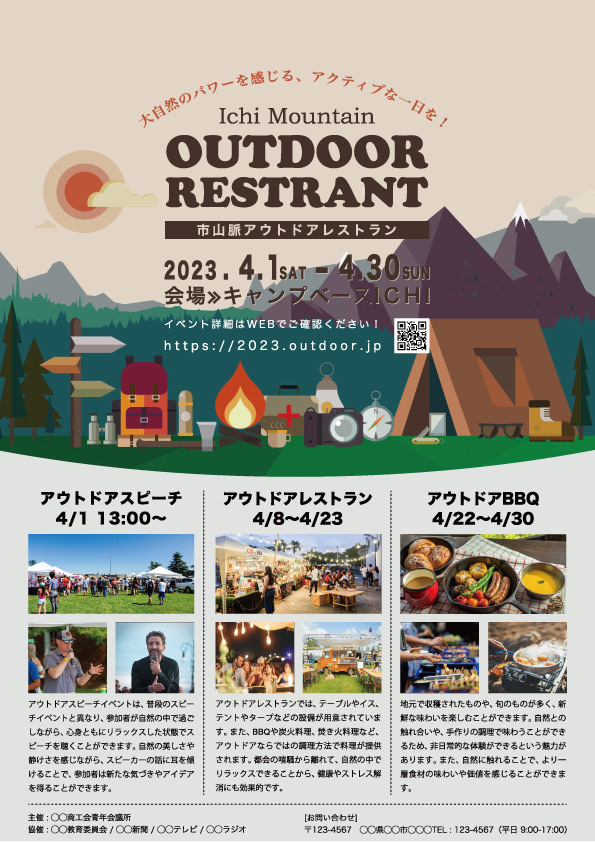 大自然のパワーを感じる、アクティブな一日を！
Ichi Mountain
OUTDOOR
RESTRANT
市山脈アウトドアレストラン
2023. 4.1SAT – 4.30SUN
会場≫キャンプベースICHI
イベント詳細はWEBでご確認ください！
https://2023.outdoor.jp
アウトドアスピーチ
4/1 13:00〜
アウトドアスピーチイベントは、普段のスピー
チイベントと異なり、参加者が自然の中で過ご
しながら、心身ともにリラックスした状態でス
ピーチを聴くことができます。自然の美しさや
静けさを感じながら、スピーカーの話に耳を傾
けることで、参加者は新たな気づきやアイデア
を得ることができます。
アウトドアレストラン
4/8〜4/23
アウトドアレストランでは、テーブルやイス、
テントやタープなどの設備が用意されていま
す。また、BBQや炭火料理、焚き火料理など、
アウトドアならではの調理方法で料理が提供
されます。都会の喧騒から離れて、自然の中で
リラックスできることから、健康やストレス解
消にも効果的です。
アウトドアBBQ
4/22〜4/30
地元で収穫されたものや、旬のものが多く、新
鮮な味わいを楽しむことができます。自然との
触れ合いや、手作りの調理で味わうことができ
るため、非日常的な体験ができるという魅力が
あります。また、自然に触れることで、より一
層食材の味わいや価値を感じることができま
す。
主催：〇〇商工会青年会議所
協催：〇〇教育委員会 / 〇〇新聞 / 〇〇テレビ / 〇〇ラジオ
[お問い合わせ]
〒123-4567　〇〇県〇〇市〇〇〇TEL : 123-4567（平日 9:00-17:00）